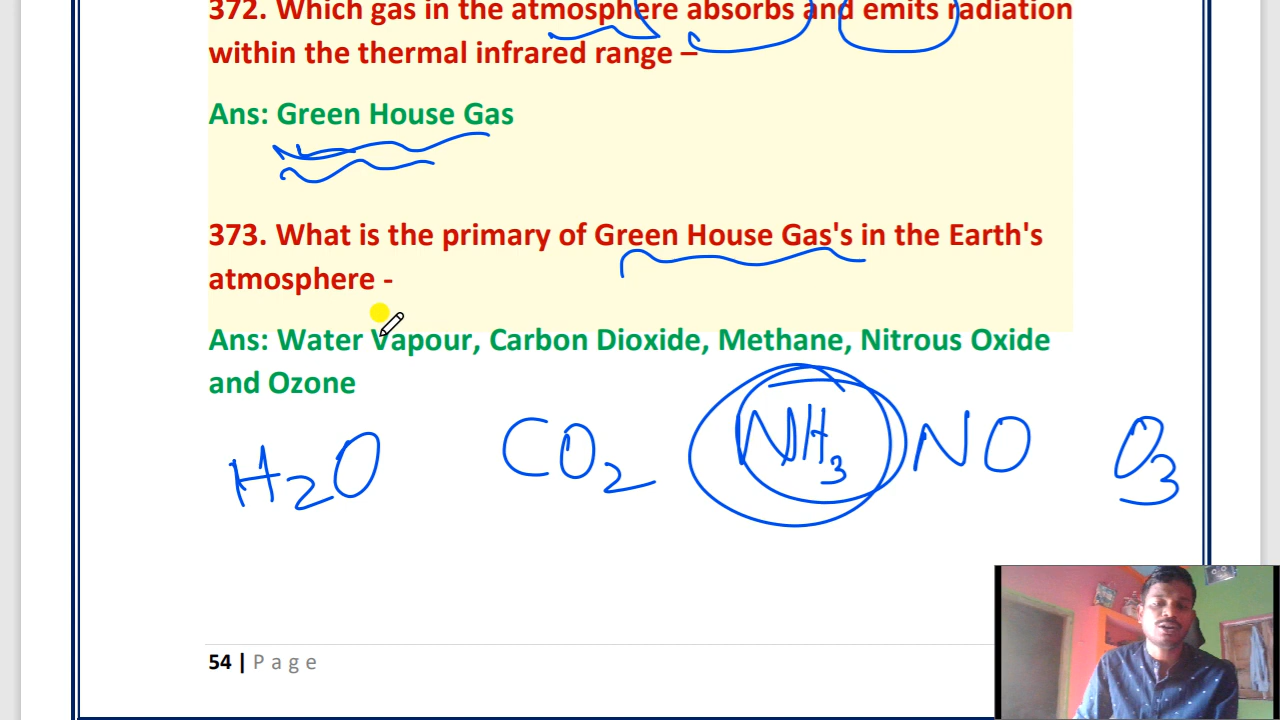 372. Which gas in the atmosphere absorbs and emits radiation
within the thermal infrared range –
Ans: Green House Gas
373. What is the primary of Green House Gas's in the Earth's
atmosphere -
Ans: Water Vapour, Carbon Dioxide, Methane, Nitrous Oxide
and Ozone
H2O CO2 NH3 NO O3
54 | Page